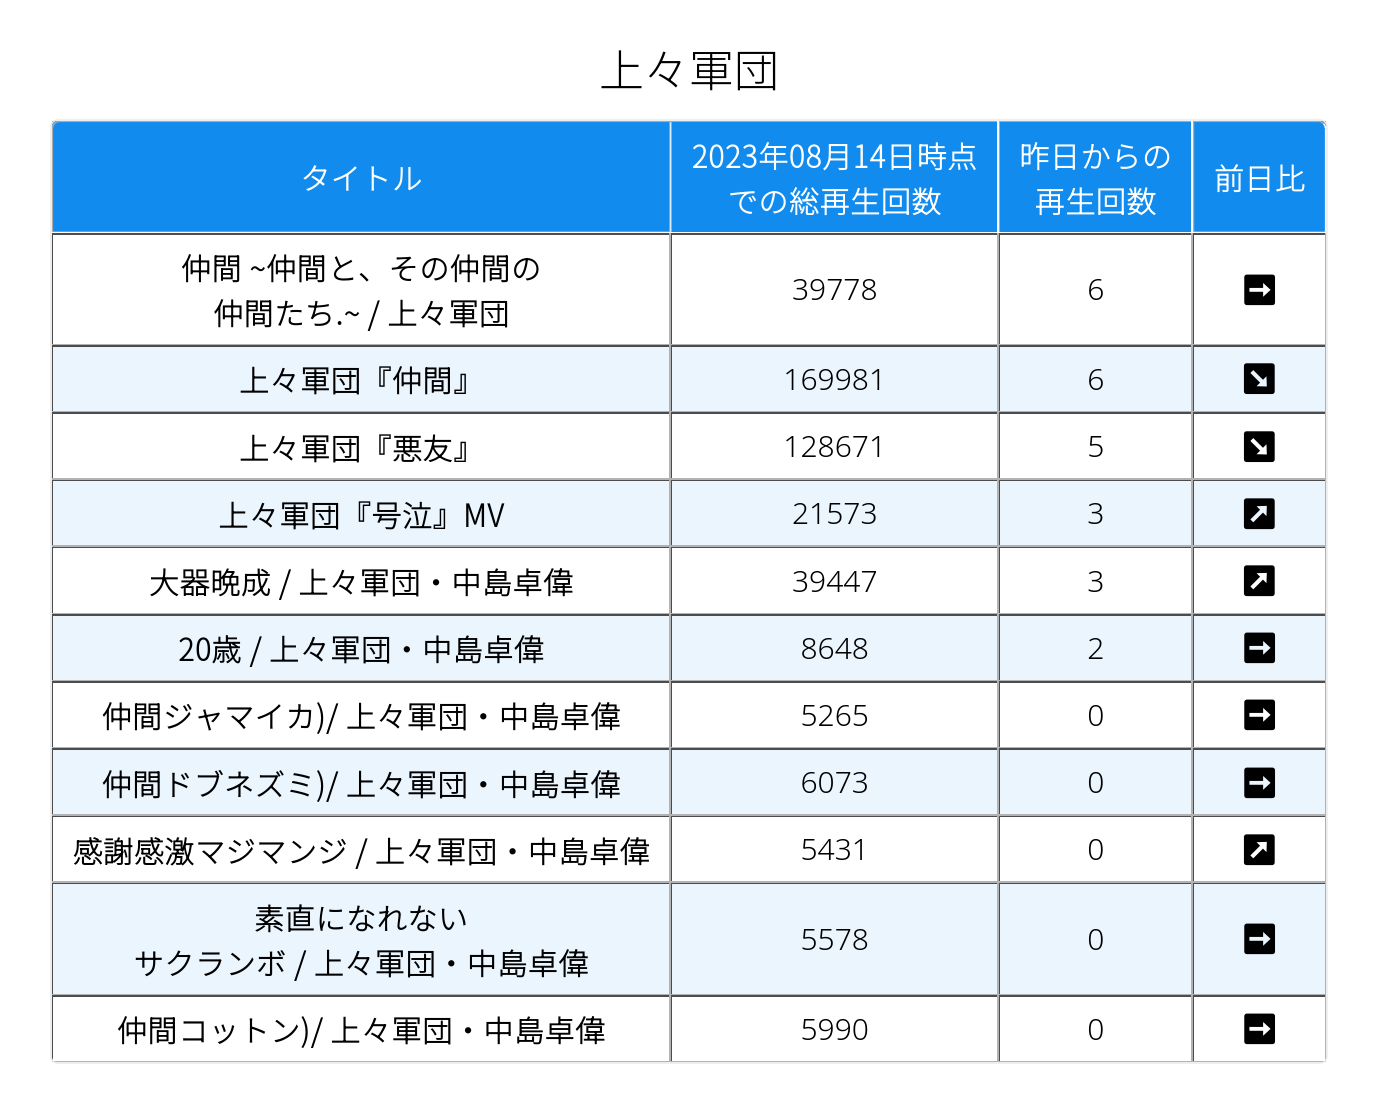 上々軍団
タイトル
2023年08月14日時点
での総再生回数
昨日からの
再生回数
前日比
仲間 ~仲間と、その仲間の
仲間たち.~ / 上々軍団
39778
6
➡
上々軍団『仲間』
169981
6
↘
上々軍団『悪友』
128671
5
↘
上々軍団『号泣』MV
21573
3
↗
大器晩成 / 上々軍団・中島卓偉
39447
3
↗
20歳 / 上々軍団・中島卓偉
8648
2
➡
仲間ジャマイカ)/ 上々軍団・中島卓偉
5265
0
➡
仲間ドブネズミ)/ 上々軍団・中島卓偉
6073
0
➡
感謝感激マジマンジ / 上々軍団・中島卓偉
5431
0
↗
素直になれない
サクランボ / 上々軍団・中島卓偉
5578
0
➡
仲間コットン)/ 上々軍団・中島卓偉
5990
0
➡